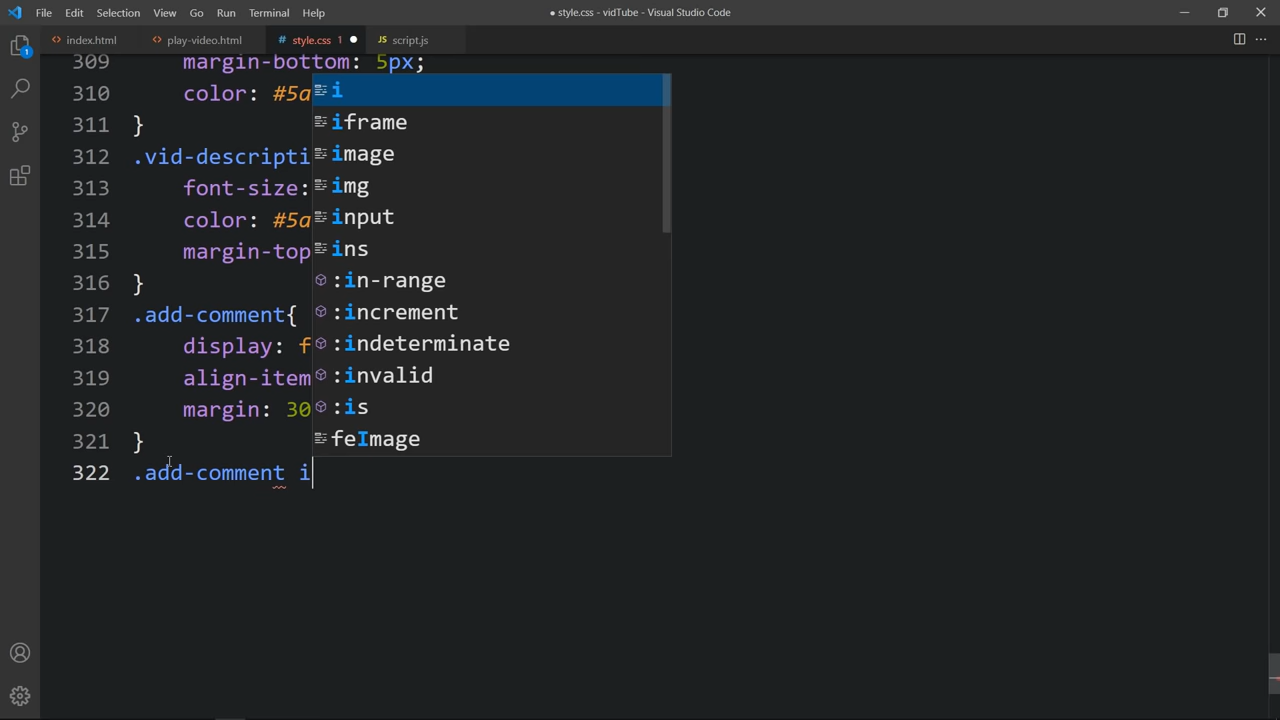 File Edit Selection View Go Run Terminal Help ● style.css - vidTube - Visual Studio Code
index.html play-video.html # style.css 1 ● JS script.js
1
309 margin-bottom: 5px;
310 color: #5a
311 }
312 .vid-descripti
313 font-size:
314 color: #5a
315 margin-top
316 }
317 .add-comment{
318 display: f
319 align-item
320 margin: 30
321 }
322 .add-comment i
i
iframe
image
img
input
ins
:in-range
:increment
:indeterminate
:invalid
:is
feImage